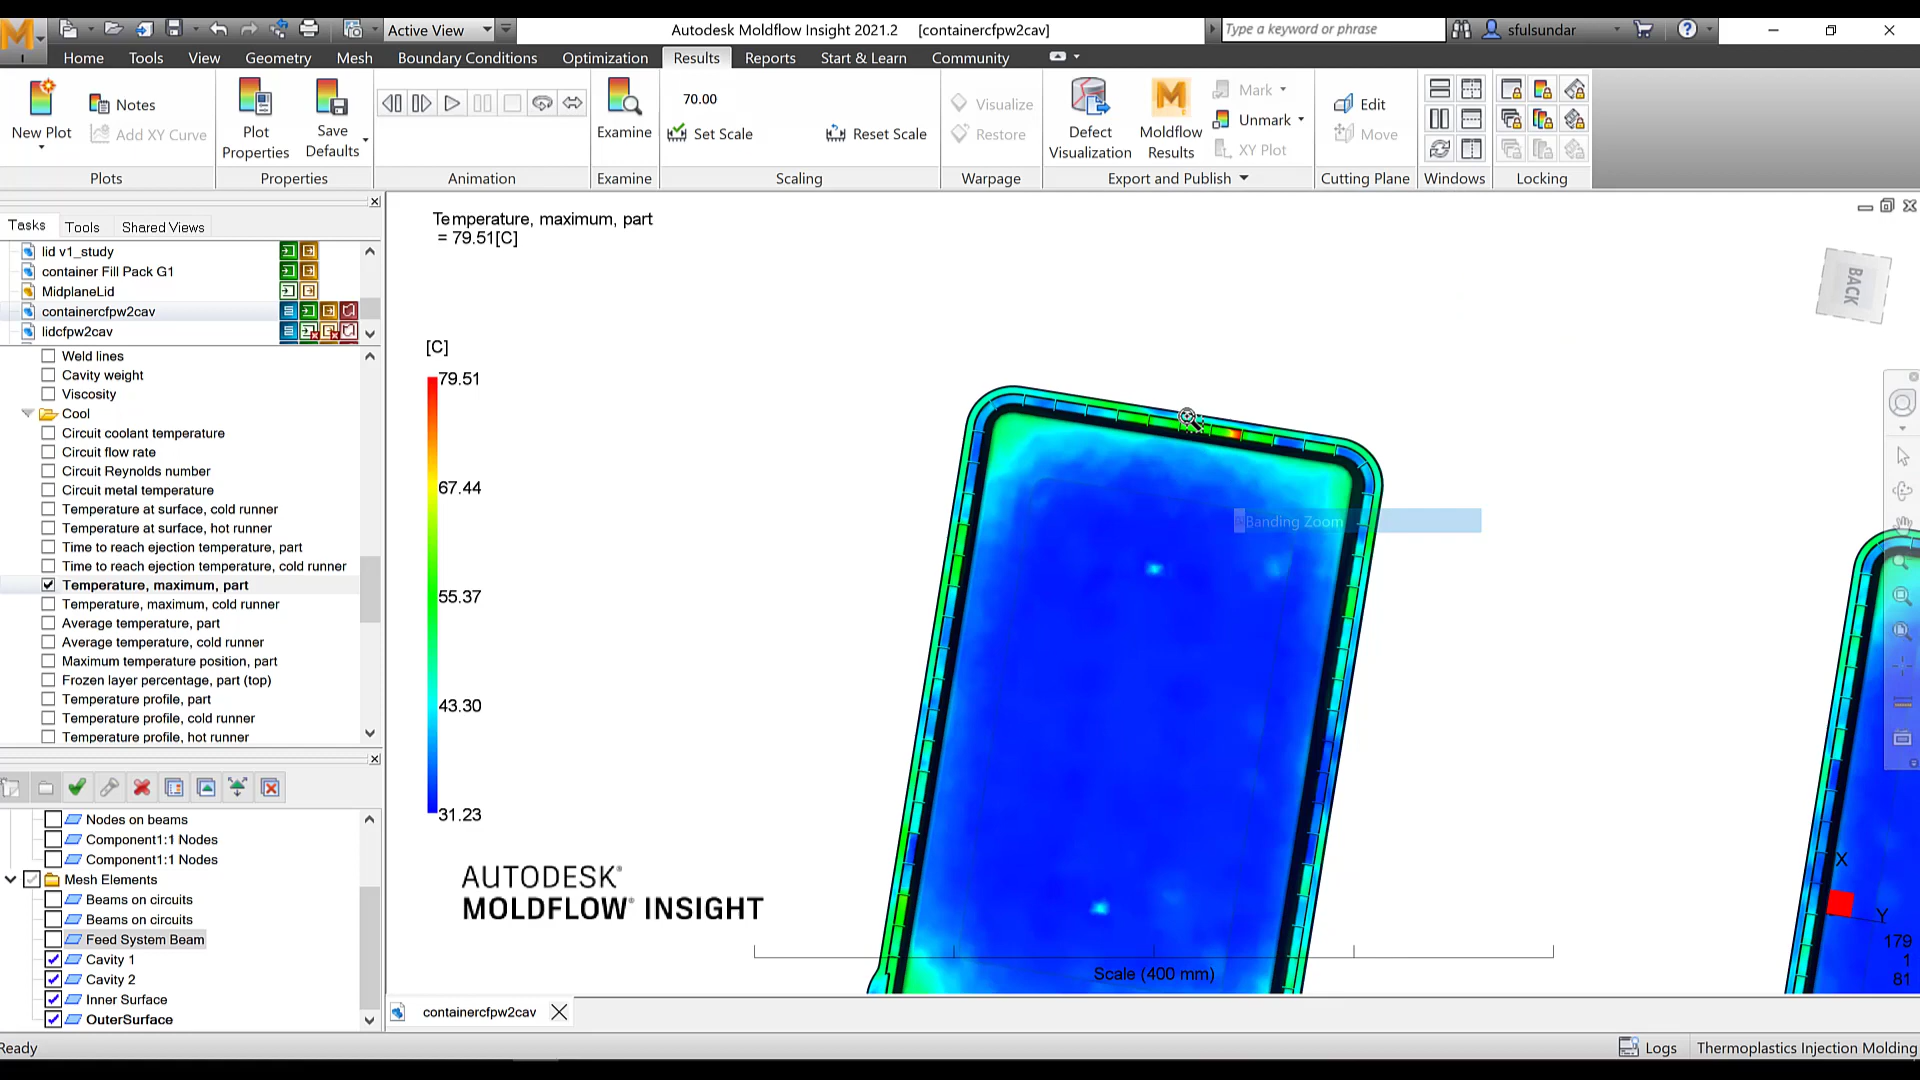 Active View
Autodesk Moldflow Insight 2021.2 [containercfpw2cav]
Type a keyword or phrase
sfulsundar
Home
Tools
View
Geometry
Mesh
Boundary Conditions
Optimization
Results
Reports
Start & Learn
Community
New Plot
Notes
Add XY Curve
Plot
Properties
Save
Defaults
Examine
70.00
Set Scale
Reset Scale
Visualize
Restore
Defect
Visualization
Moldflow
Results
Mark
Unmark
XY Plot
Edit
Move
Plots
Properties
Animation
Examine
Scaling
Warpage
Export and Publish
Cutting Plane
Windows
Locking
Tasks
Tools
Shared Views
lid v1_study
container Fill Pack G1
MidplaneLid
containercfpw2cav
lidcfpw2cav
Weld lines
Cavity weight
Viscosity
Cool
Circuit coolant temperature
Circuit flow rate
Circuit Reynolds number
Circuit metal temperature
Temperature at surface, cold runner
Temperature at surface, hot runner
Time to reach ejection temperature, part
Time to reach ejection temperature, cold runner
Temperature, maximum, part
Temperature, maximum, cold runner
Average temperature, part
Average temperature, cold runner
Maximum temperature position, part
Frozen layer percentage, part (top)
Temperature profile, part
Temperature profile, cold runner
Temperature profile, hot runner
Nodes on beams
Component1:1 Nodes
Component1:1 Nodes
Mesh Elements
Beams on circuits
Beams on circuits
Feed System Beam
Cavity 1
Cavity 2
Inner Surface
OuterSurface
Temperature, maximum, part
= 79.51[C]
BACK
[C]
79.51
67.44
55.37
43.30
31.23
Banding Zoom
AUTODESK®
MOLDFLOW® INSIGHT
Scale (400 mm)
X
Y
179
1
81
containercfpw2cav
Ready
Logs
Thermoplastics Injection Molding